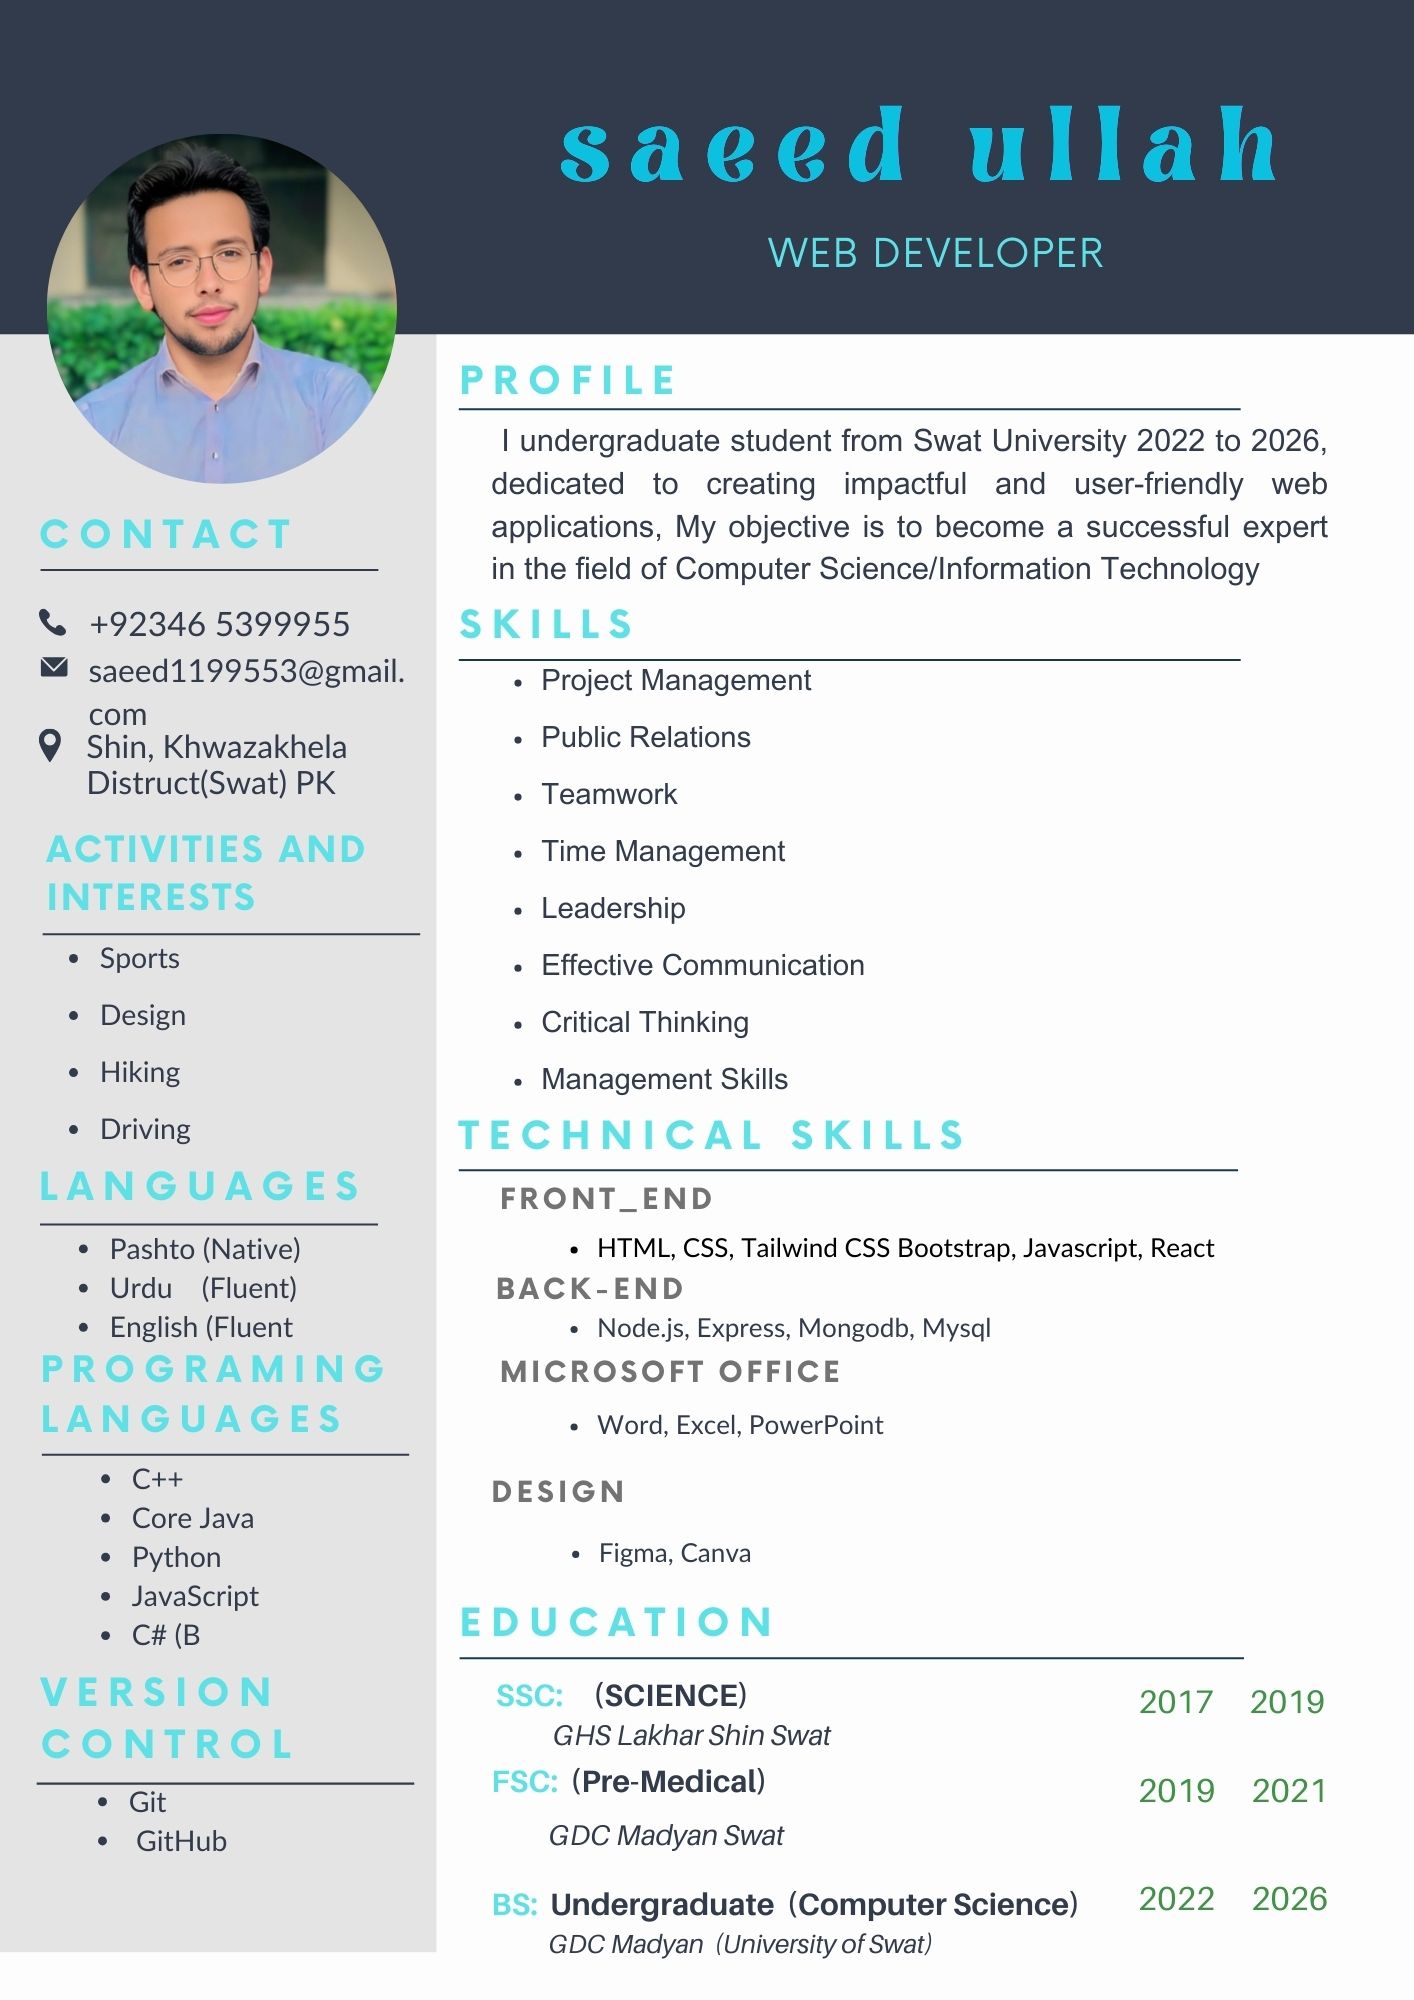 saeed ullah
WEB DEVELOPER
CONTACT
+92346 5399955
saeed1199553@gmail.
com
Shin, Khwazakhela
Distruct(Swat) PK
ACTIVITIES AND
INTERESTS
• Sports
• Design
• Hiking
• Driving
LANGUAGES
• Pashto (Native)
• Urdu (Fluent)
• English (Fluent
PROGRAMING
LANGUAGES
• C++
• Core Java
• Python
• JavaScript
• C# (B
VERSION
CONTROL
• Git
• GitHub
PROFILE
I undergraduate student from Swat University 2022 to 2026,
dedicated to creating impactful and user-friendly web
applications, My objective is to become a successful expert
in the field of Computer Science/Information Technology
SKILLS
• Project Management
• Public Relations
• Teamwork
• Time Management
• Leadership
• Effective Communication
• Critical Thinking
• Management Skills
TECHNICAL SKILLS
FRONT_END
• HTML, CSS, Tailwind CSS Bootstrap, Javascript, React
BACK-END
• Node.js, Express, Mongodb, Mysql
MICROSOFT OFFICE
• Word, Excel, PowerPoint
DESIGN
• Figma, Canva
EDUCATION
SSC: (SCIENCE) 2017 2019
GHS Lakhar Shin Swat
FSC: (Pre-Medical) 2019 2021
GDC Madyan Swat
BS: Undergraduate (Computer Science) 2022 2026
GDC Madyan (University of Swat)